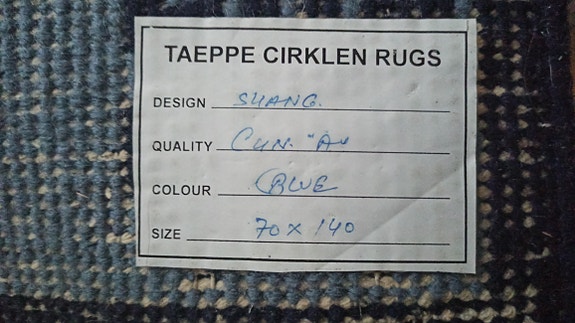 TAEPPE CIRKLEN RUGS
DESIGN SHANG.
QUALITY CHN. "A"
COLOUR BLUE
SIZE 70 x 140